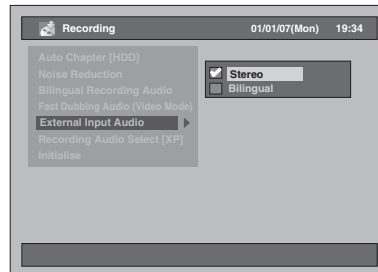 Recording 01/01/07(Mon) 19:34
Auto Chapter [HDD]
Noise Reduction
Bilingual Recording Audio
Fast Dubbing Audio (Video Mode)
External Input Audio
Recording Audio Select [XP]
Initialise
Stereo
Bilingual